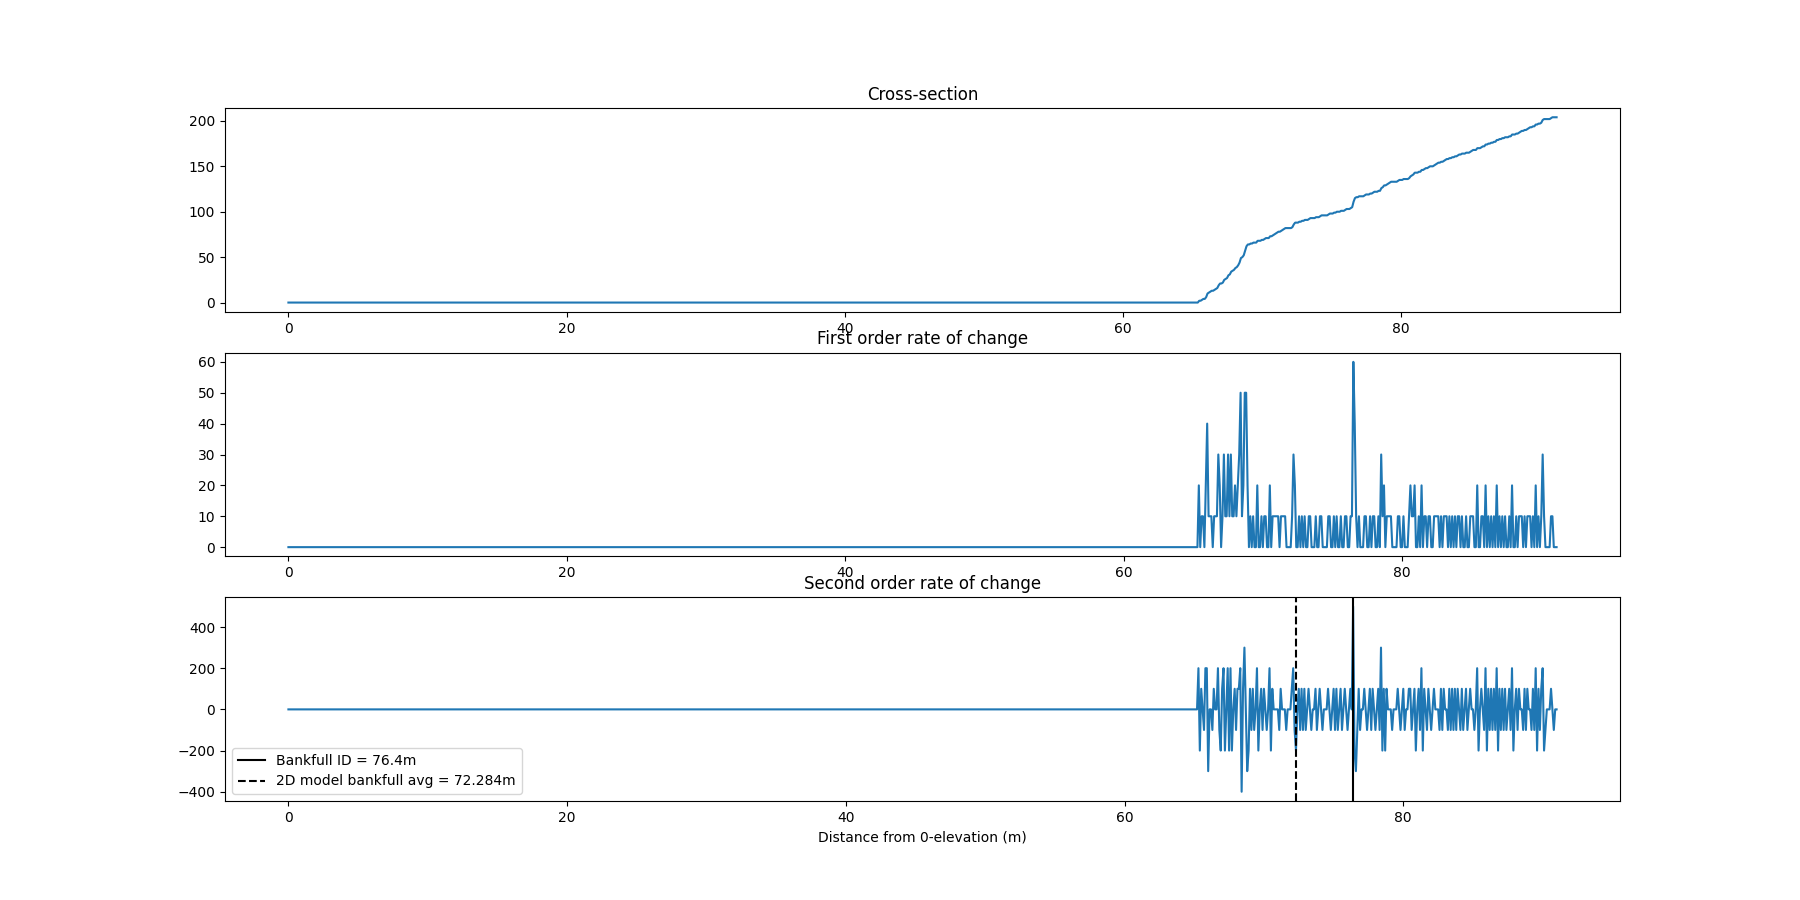 Cross-section
200
150
100
50
0
0 20 40 60 80
First order rate of change
60
50
40
30
20
10
0
0 20 40 60 80
Second order rate of change
400
200
0
−200
−400
Bankfull ID = 76.4m
2D model bankfull avg = 72.284m
0 20 40 60 80
Distance from 0-elevation (m)